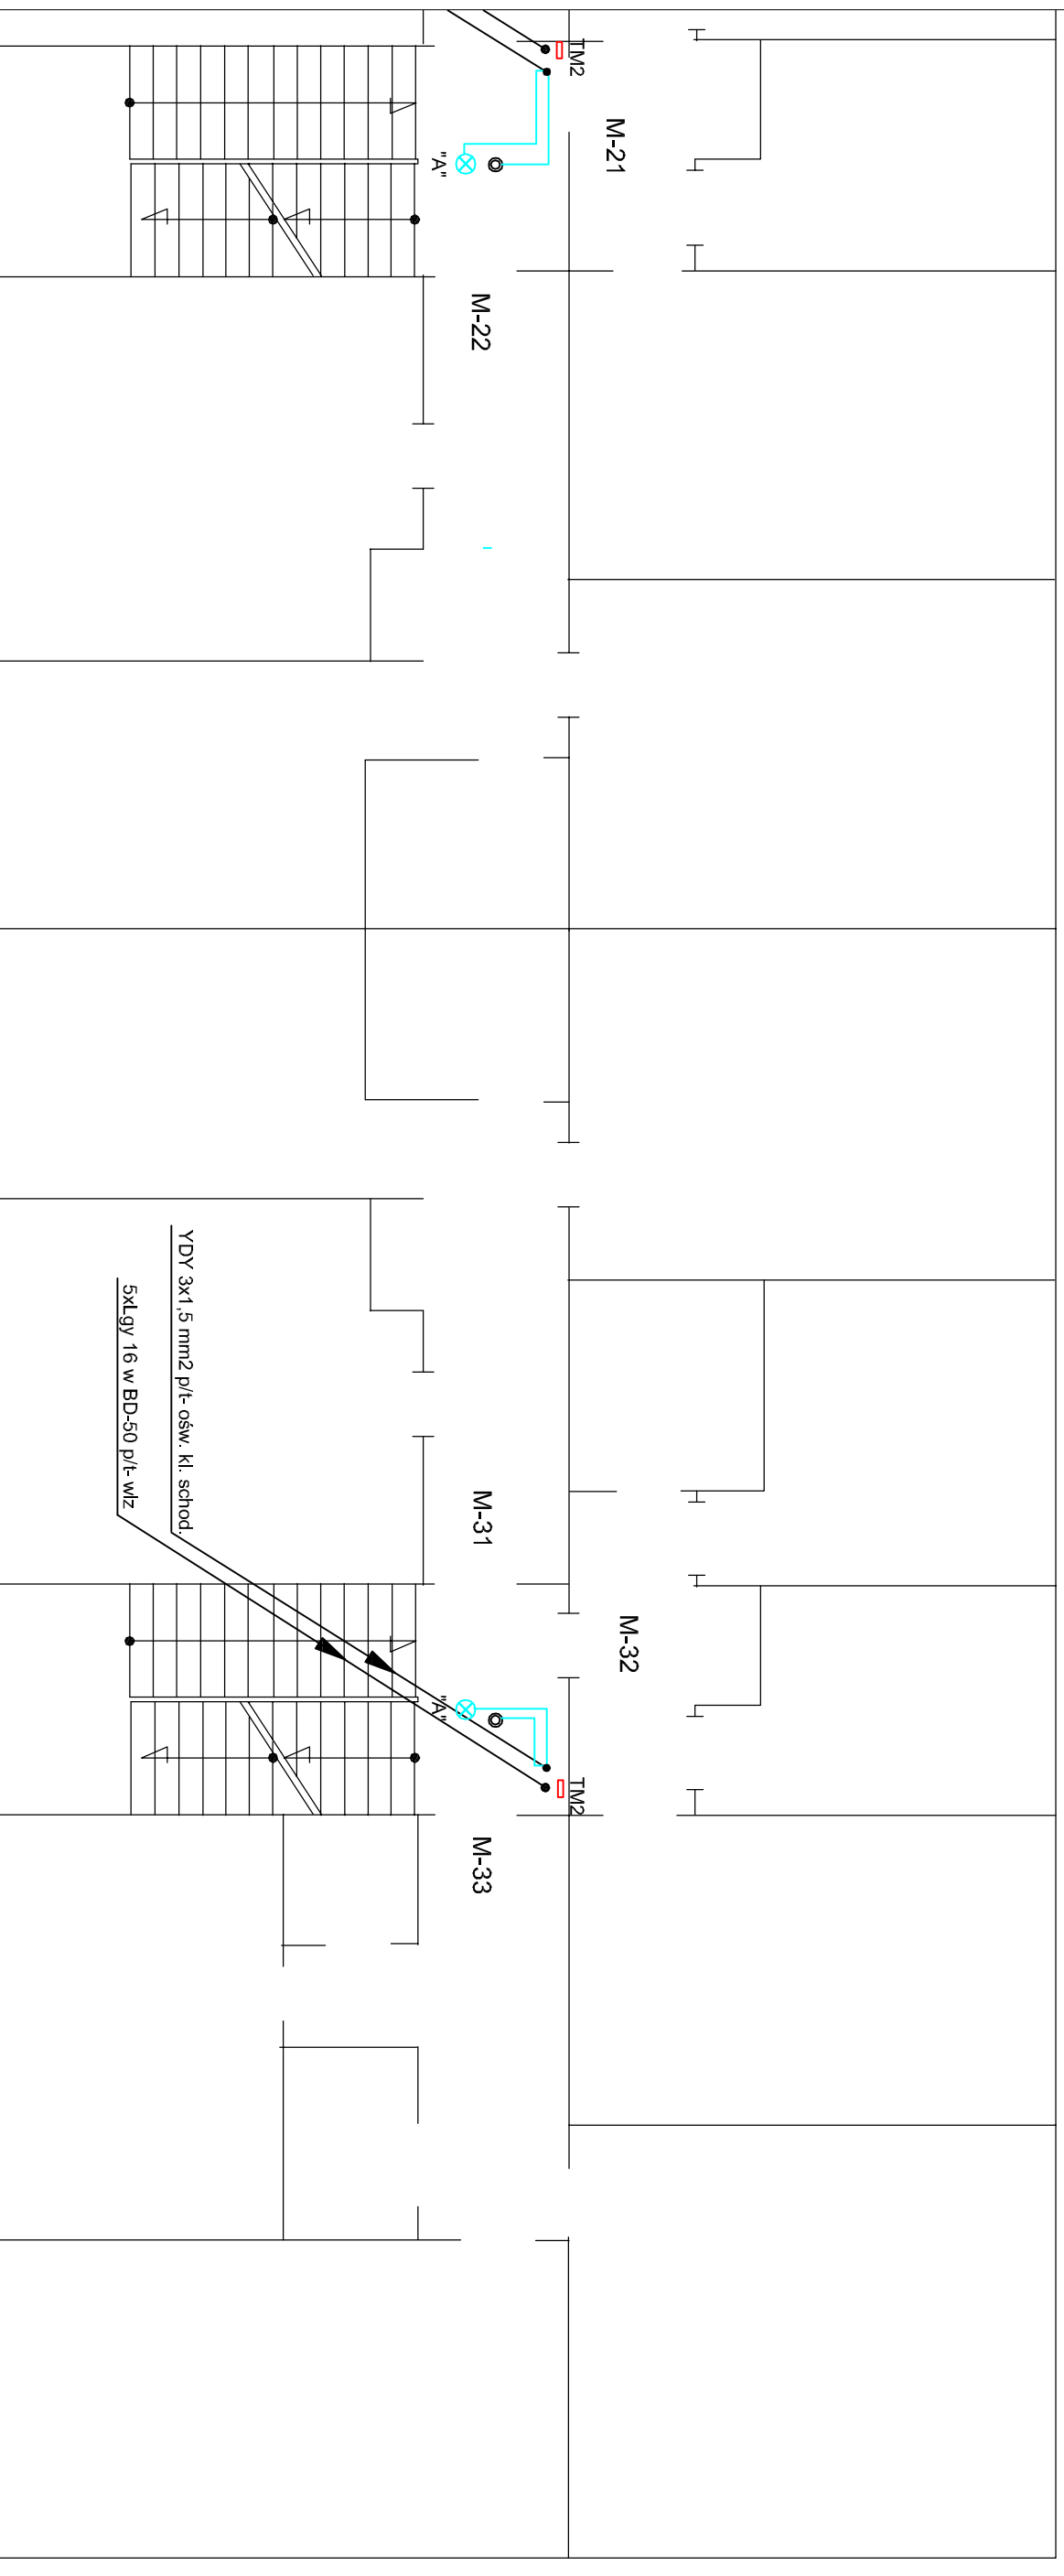 TM2
M-21
"A"
M-22
YDY 3x1,5 mm2 p/t- ośw. kl. schod.
5xLgy 16 w BD-50 p/t- wlz
M-31
M-32
"A"
TM2
M-33